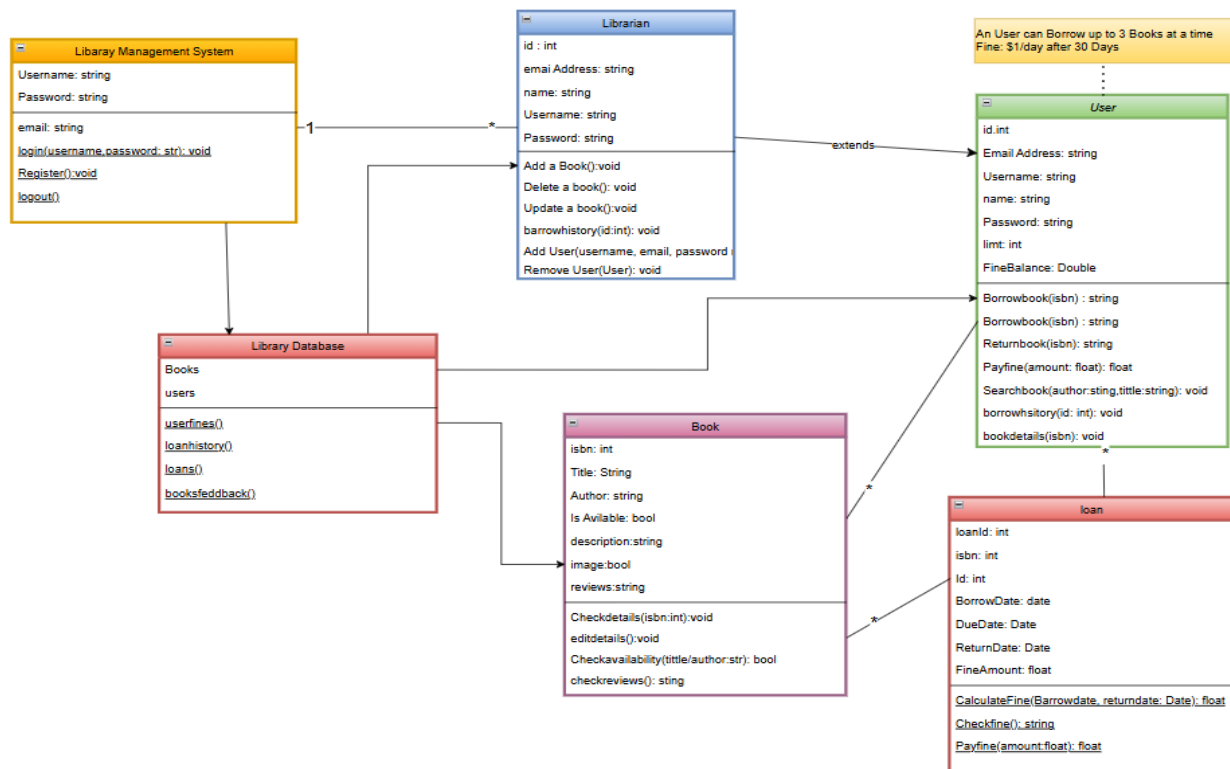 Libaray Management System
Username: string
Password: string
email: string
login(username,password: str): void
Register():void
logout()
1
*
Librarian
id : int
emai Address: string
name: string
Username: string
Password: string
Add a Book():void
Delete a book(): void
Update a book():void
barrowhistory(id:int): void
Add User(username, email, password
Remove User(User): void
extends
An User can Borrow up to 3 Books at a time
Fine: $1/day after 30 Days
User
id.int
Email Address: string
Username: string
name: string
Password: string
limt: int
FineBalance: Double
Borrowbook(isbn) : string
Borrowbook(isbn) : string
Returnbook(isbn): string
Payfine(amount: float): float
Searchbook(author:sting,tittle:string): void
borrowhsitory(id: int): void
bookdetails(isbn): void
*
Library Database
Books
users
userfines()
loanhistory()
loans()
booksfeddback()
Book
isbn: int
Title: String
Author: string
Is Avilable: bool
description:string
image:bool
reviews:string
Checkdetails(isbn:int):void
editdetails():void
Checkavailability(tittle/author:str): bool
checkreviews(): sting
*
*
loan
loanId: int
isbn: int
Id: int
BorrowDate: date
DueDate: Date
ReturnDate: Date
FineAmount: float
CalculateFine(Barrowdate, returndate: Date): float
Checkfine(): string
Payfine(amount:float): float